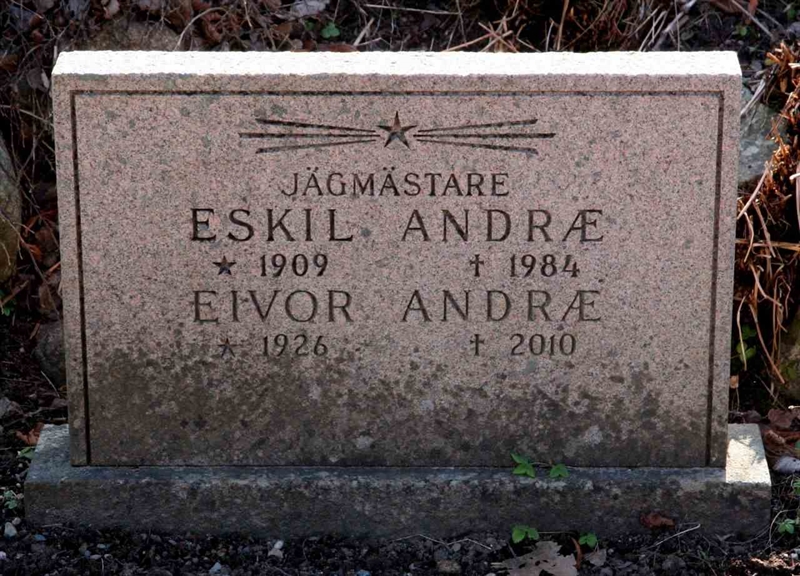 JÄGMÄSTARE
ESKIL ANDRÆ
★ 1909 † 1984
EIVOR ANDRÆ
★ 1926 † 2010